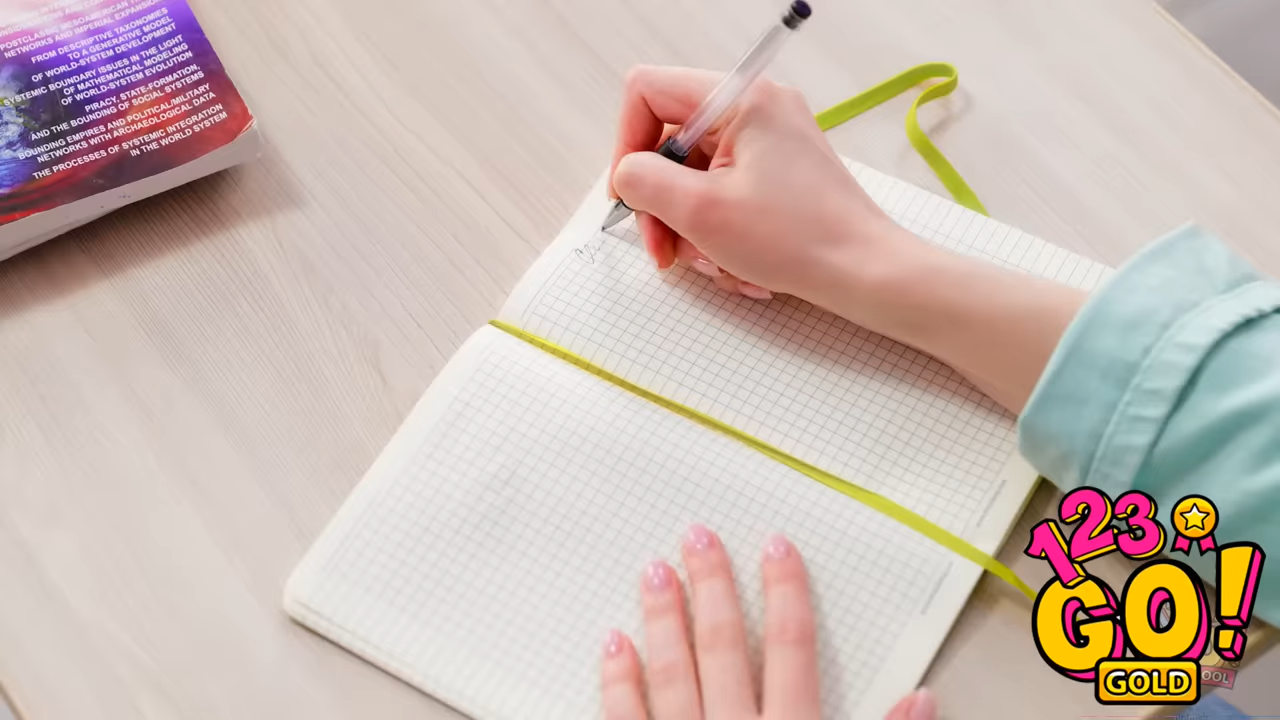 POSTCLASSIC MESOAMERICAN
NETWORKS AND IMPERIAL EXPANSION
FROM DESCRIPTIVE TAXONOMIES
TO A GENERATIVE MODEL
OF WORLD-SYSTEM DEVELOPMENT
SYSTEMIC BOUNDARY ISSUES IN THE LIGHT
OF MATHEMATICAL MODELING
OF WORLD-SYSTEM EVOLUTION
PIRACY, STATE-FORMATION,
AND THE BOUNDING OF SOCIAL SYSTEMS
BOUNDING EMPIRES AND POLITICAL/MILITARY
NETWORKS WITH ARCHAEOLOGICAL DATA
THE PROCESSES OF SYSTEMIC INTEGRATION
IN THE WORLD SYSTEM
123
GO!
GOLD